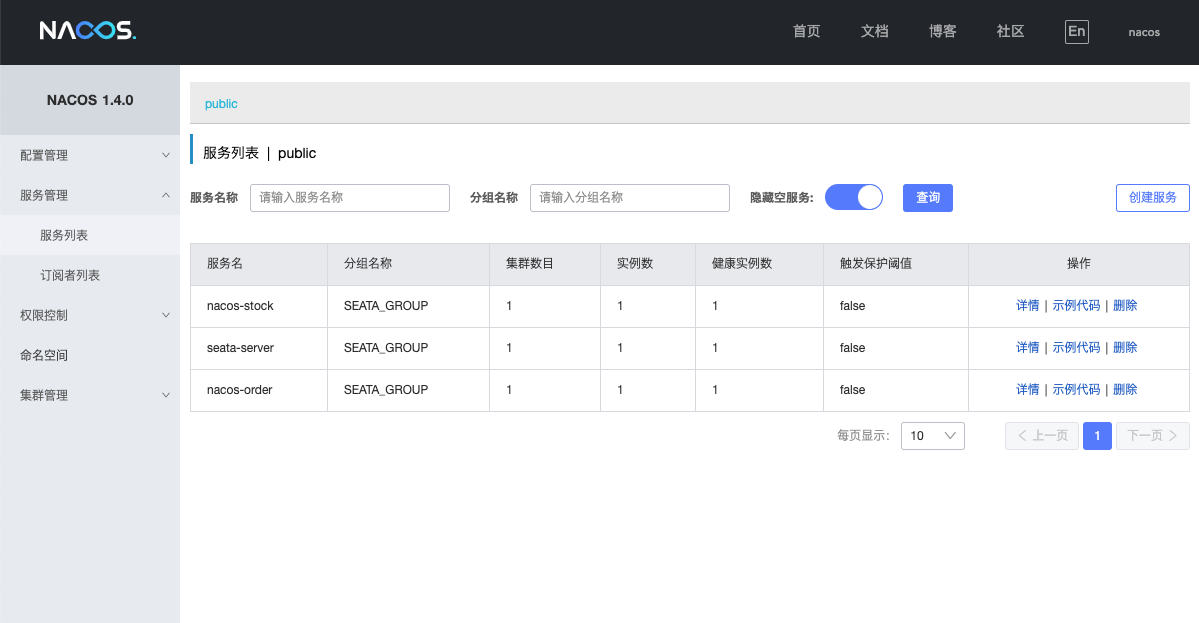 NACOS. 首页 文档 博客 社区 En nacos
NACOS 1.4.0
配置管理
服务管理
服务列表
订阅者列表
权限控制
命名空间
集群管理
public
服务列表 | public
服务名称 请输入服务名称 分组名称 请输入分组名称 隐藏空服务: 查询 创建服务
服务名 分组名称 集群数目 实例数 健康实例数 触发保护阈值 操作
nacos-stock SEATA_GROUP 1 1 1 false 详情 | 示例代码 | 删除
seata-server SEATA_GROUP 1 1 1 false 详情 | 示例代码 | 删除
nacos-order SEATA_GROUP 1 1 1 false 详情 | 示例代码 | 删除
每页显示: 10 上一页 1 下一页